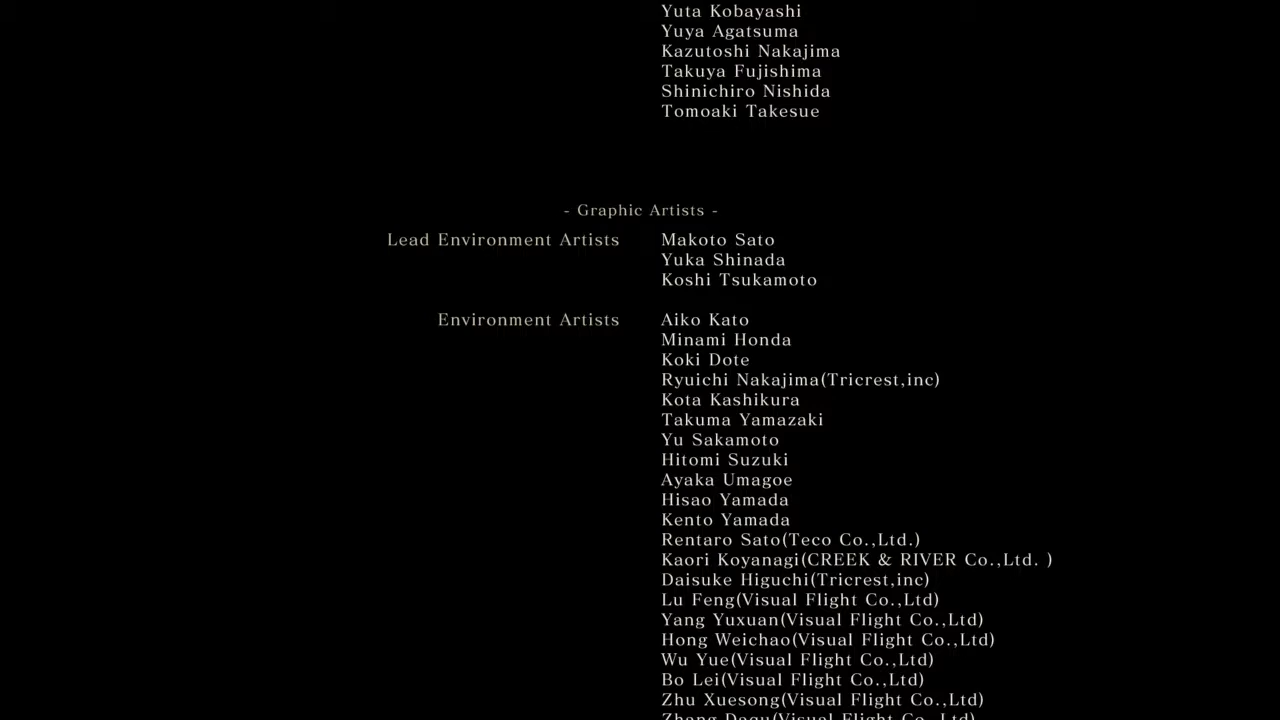 Yuta Kobayashi
Yuya Agatsuma
Kazutoshi Nakajima
Takuya Fujishima
Shinichiro Nishida
Tomoaki Takesue
- Graphic Artists -
Lead Environment Artists Makoto Sato
Yuka Shinada
Koshi Tsukamoto
Environment Artists Aiko Kato
Minami Honda
Koki Dote
Ryuichi Nakajima(Tricrest,inc)
Kota Kashikura
Takuma Yamazaki
Yu Sakamoto
Hitomi Suzuki
Ayaka Umagoe
Hisao Yamada
Kento Yamada
Rentaro Sato(Teco Co.,Ltd.)
Kaori Koyanagi(CREEK & RIVER Co.,Ltd. )
Daisuke Higuchi(Tricrest,inc)
Lu Feng(Visual Flight Co.,Ltd)
Yang Yuxuan(Visual Flight Co.,Ltd)
Hong Weichao(Visual Flight Co.,Ltd)
Wu Yue(Visual Flight Co.,Ltd)
Bo Lei(Visual Flight Co.,Ltd)
Zhu Xuesong(Visual Flight Co.,Ltd)
Zhang (Visual Flight Co.,Ltd)